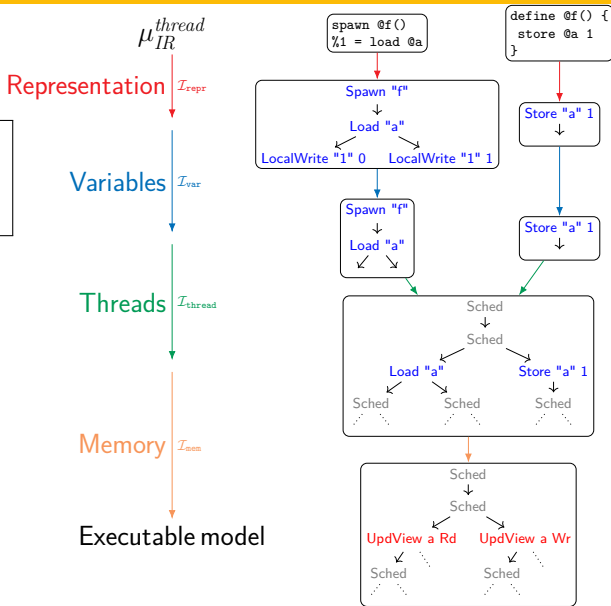 μ_{IR}^{thread}
Representation
I_repr
Variables
I_var
Threads
I_thread
Memory
I_mem
Executable model
spawn @f()
%1 = load @a
define @f() {
store @a 1
}
Spawn "f"
Load "a"
LocalWrite "1" 0 LocalWrite "1" 1
Store "a" 1
Spawn "f"
Load "a"
Store "a" 1
Sched
Sched
Load "a" Store "a" 1
Sched Sched Sched
Sched
Sched
UpdView a Rd UpdView a Wr
Sched Sched